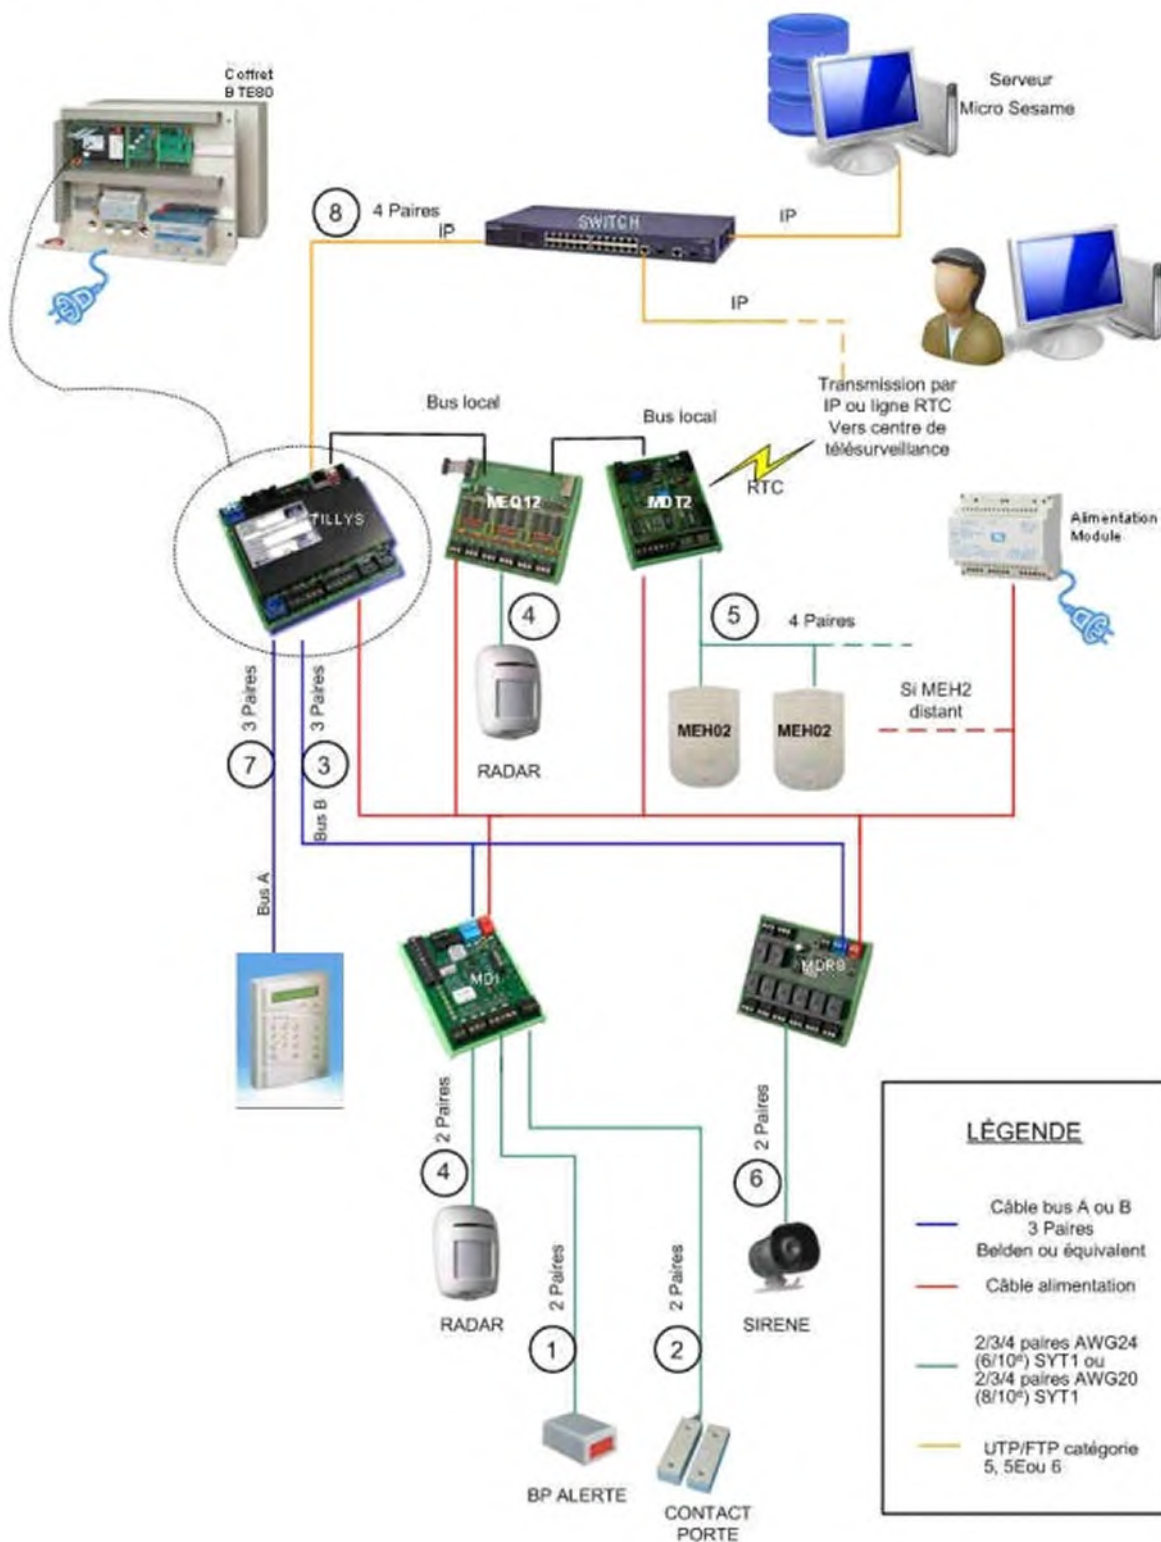 Coffret
B TE80
Serveur
Micro Sesame
8
4 Paires
IP
SWITCH
IP
IP
Transmission par
IP ou ligne RTC
Vers centre de
télésurveillance
Bus local
Bus local
TILLYS
MEQ12
MDT2
RTC
Alimentation
Module
4
5
4 Paires
3 Paires
3 Paires
Si MEH2
distant
7
3
MEH02
MEH02
RADAR
Bus B
Bus A
MDI
MDR8
2 Paires
4
2 Paires
6
RADAR
SIRENE
2 Paires
2 Paires
1
2
BP ALERTE
CONTACT
PORTE
LÉGENDE
Câble bus A ou B
3 Paires
Belden ou équivalent
Câble alimentation
2/3/4 paires AWG24
(6/10°) SYT1 ou
2/3/4 paires AWG20
(8/10°) SYT1
UTP/FTP catégorie
5, 5Eou 6